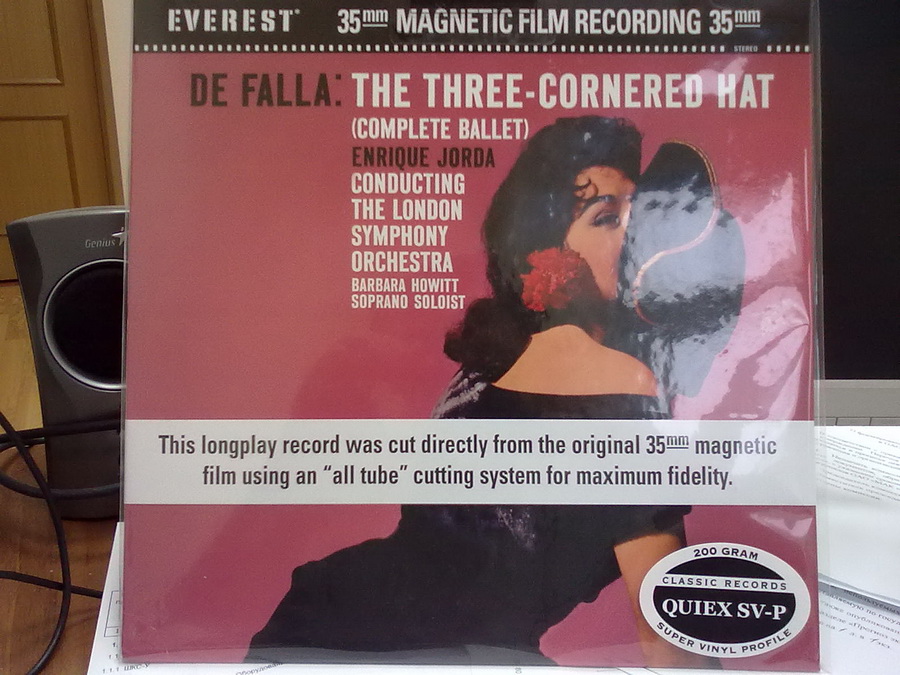 EVEREST 35mm MAGNETIC FILM RECORDING 35mm
STEREO
DE FALLA: THE THREE-CORNERED HAT
(COMPLETE BALLET)
ENRIQUE JORDA
CONDUCTING
THE LONDON
SYMPHONY
ORCHESTRA
BARBARA HOWITT
SOPRANO SOLOIST
Genius
This longplay record was cut directly from the original 35mm magnetic
film using an “all tube” cutting system for maximum fidelity.
200 GRAM
CLASSIC RECORDS
QUIEX SV-P
SUPER VINYL PROFILE